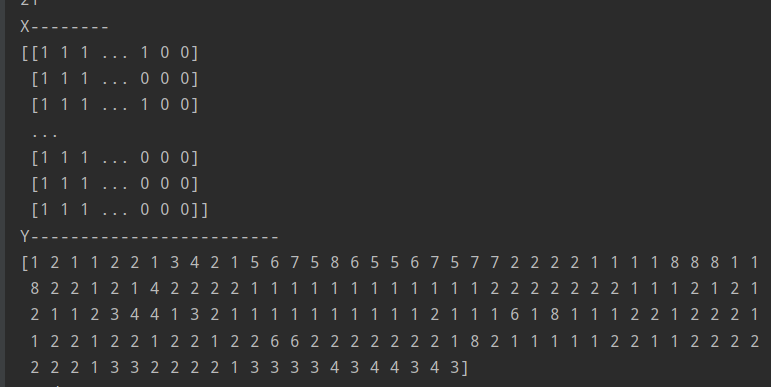 21
X--------
[[1 1 1 ... 1 0 0]
[1 1 1 ... 0 0 0]
[1 1 1 ... 1 0 0]
...
[1 1 1 ... 0 0 0]
[1 1 1 ... 0 0 0]
[1 1 1 ... 0 0 0]]
Y-------------------------
[1 2 1 1 2 2 1 3 4 2 1 5 6 7 5 8 6 5 5 6 7 5 7 7 2 2 2 2 1 1 1 1 8 8 8 1 1
8 2 2 1 2 1 4 2 2 2 2 1 1 1 1 1 1 1 1 1 1 1 1 2 2 2 2 2 2 2 1 1 1 2 1 2 1
2 1 1 2 3 4 4 1 3 2 1 1 1 1 1 1 1 1 1 1 2 1 1 1 6 1 8 1 1 1 2 2 1 2 2 2 1
1 2 2 1 2 2 1 2 2 1 2 2 6 6 2 2 2 2 2 2 2 1 8 2 1 1 1 1 1 2 2 1 1 2 2 2 2
2 2 2 1 3 3 2 2 2 2 1 3 3 3 3 4 3 4 4 3 4 3]